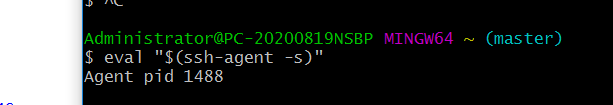 $ ^C
Administrator@PC-20200819NSBP MINGW64 ~ (master)
$ eval "$(ssh-agent -s)"
Agent pid 1488